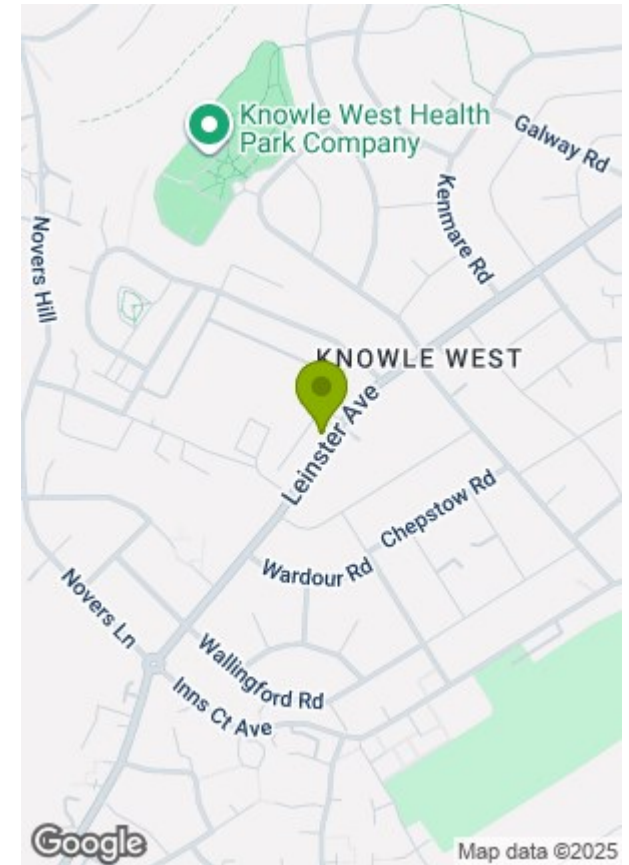 Knowle West Health
Park Company
Galway Rd
Kenmare Rd
Novers Hill
KNOWLE WEST
Leinster Ave
Chepstow Rd
Wardour Rd
Novers Ln
Wallingford Rd
Inns Ct Ave
Google
Map data ©2025